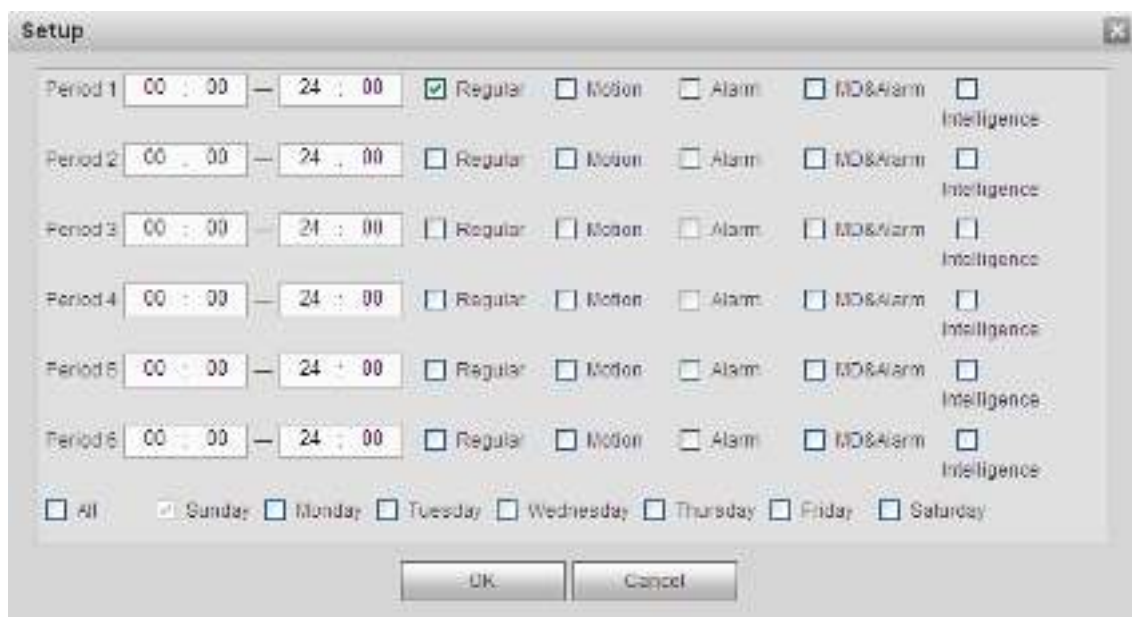 Setup
Period 1 00 : 00 — 24 : 00 Regular Motion Alarm MD&Alarm Intelligence
Period 2 00 : 00 — 24 : 00 Regular Motion Alarm MD&Alarm Intelligence
Period 3 00 : 00 — 24 : 00 Regular Motion Alarm MD&Alarm Intelligence
Period 4 00 : 00 — 24 : 00 Regular Motion Alarm MD&Alarm Intelligence
Period 5 00 : 00 — 24 : 00 Regular Motion Alarm MD&Alarm Intelligence
Period 6 00 : 00 — 24 : 00 Regular Motion Alarm MD&Alarm Intelligence
All Sunday Monday Tuesday Wednesday Thursday Friday Saturday
OK Cancel